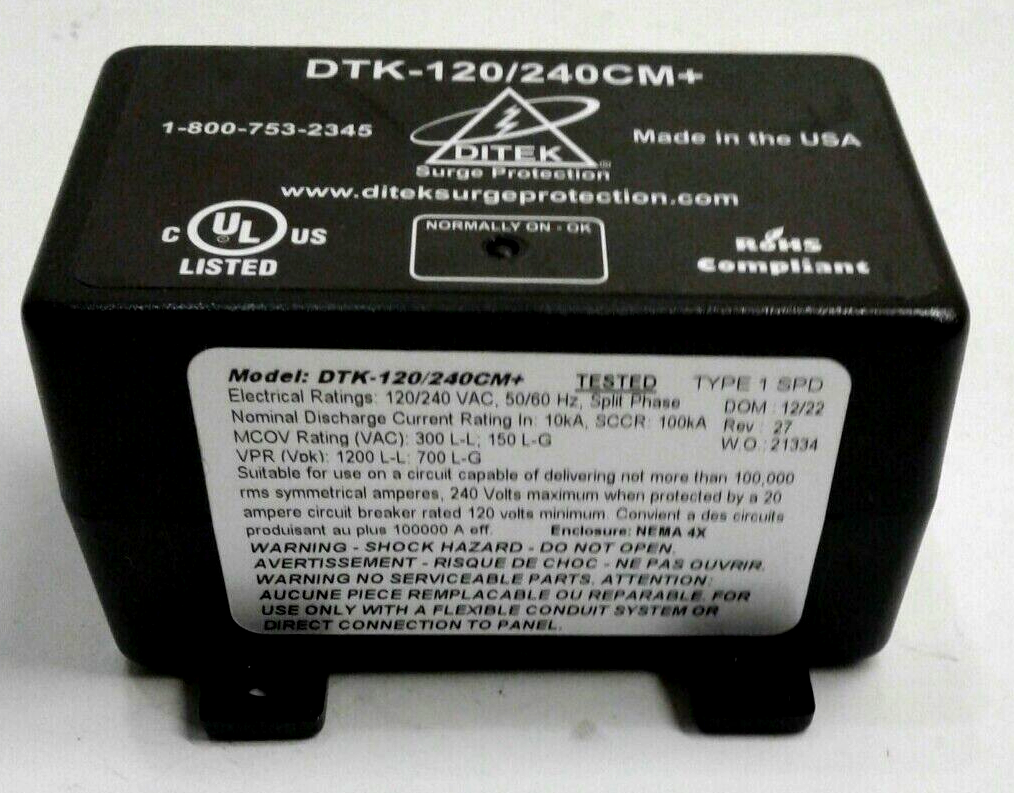 DTK-120/240CM+
1-800-753-2345
DITEK®
Surge Protection
Made in the USA
www.diteksurgeprotection.com
C UL® US
LISTED
NORMALLY ON - OK
RoHS
Compliant
Model: DTK-120/240CM+ TESTED TYPE 1 SPD
Electrical Ratings: 120/240 VAC, 50/60 Hz, Split Phase DOM : 12/22
Nominal Discharge Current Rating In: 10kA, SCCR: 100kA Rev : 27
MCOV Rating (VAC): 300 L-L; 150 L-G W.O.: 21334
VPR (Vpk): 1200 L-L; 700 L-G
Suitable for use on a circuit capable of delivering not more than 100,000
rms symmetrical amperes, 240 Volts maximum when protected by a 20
ampere circuit breaker rated 120 volts minimum. Convient a des circuits
produisant au plus 100000 A eff. Enclosure: NEMA 4X
WARNING - SHOCK HAZARD - DO NOT OPEN.
AVERTISSEMENT - RISQUE DE CHOC - NE PAS OUVRIR.
WARNING NO SERVICEABLE PARTS. ATTENTION:
AUCUNE PIECE REMPLACABLE OU REPARABLE. FOR
USE ONLY WITH A FLEXIBLE CONDUIT SYSTEM OR
DIRECT CONNECTION TO PANEL.